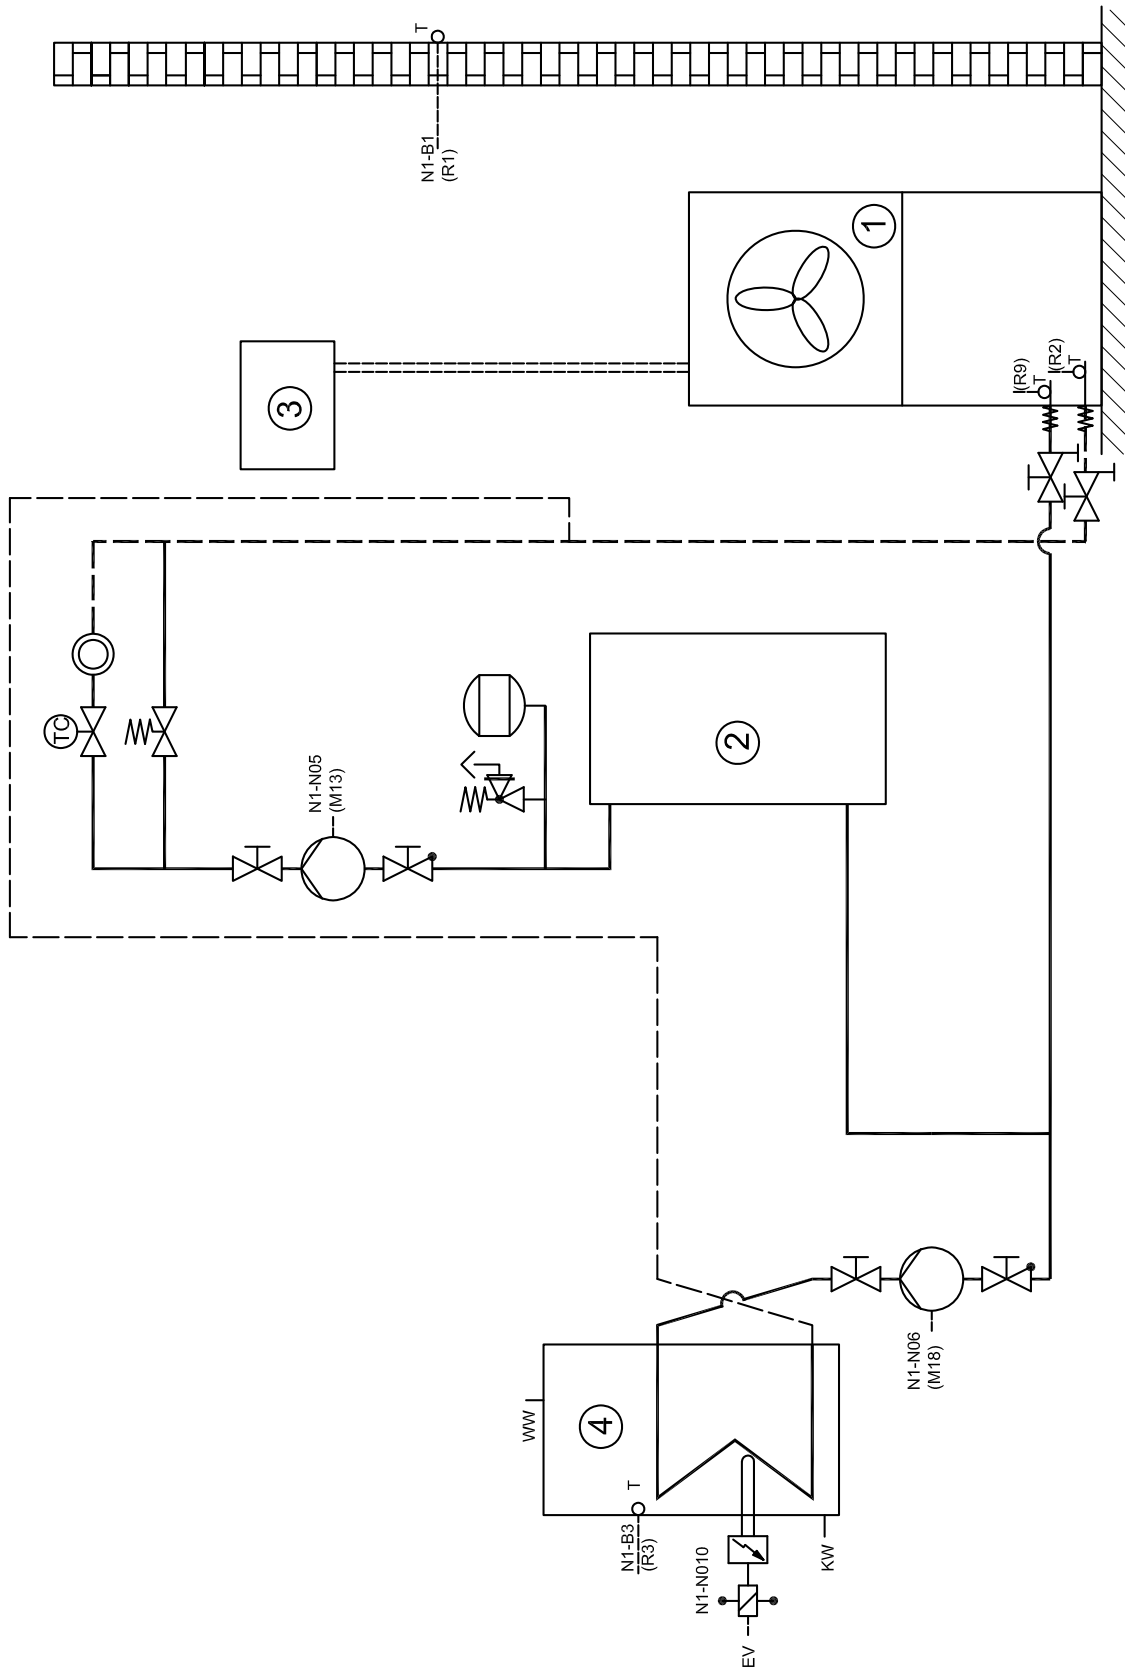 T
N1-B1
(R1)
1
3
(R9)
T
(R2)
T
TC
N1-N05
(M13)
2
N1-N06
(M18)
WW
4
T
N1-B3
(R3)
KW
N1-N010
EV